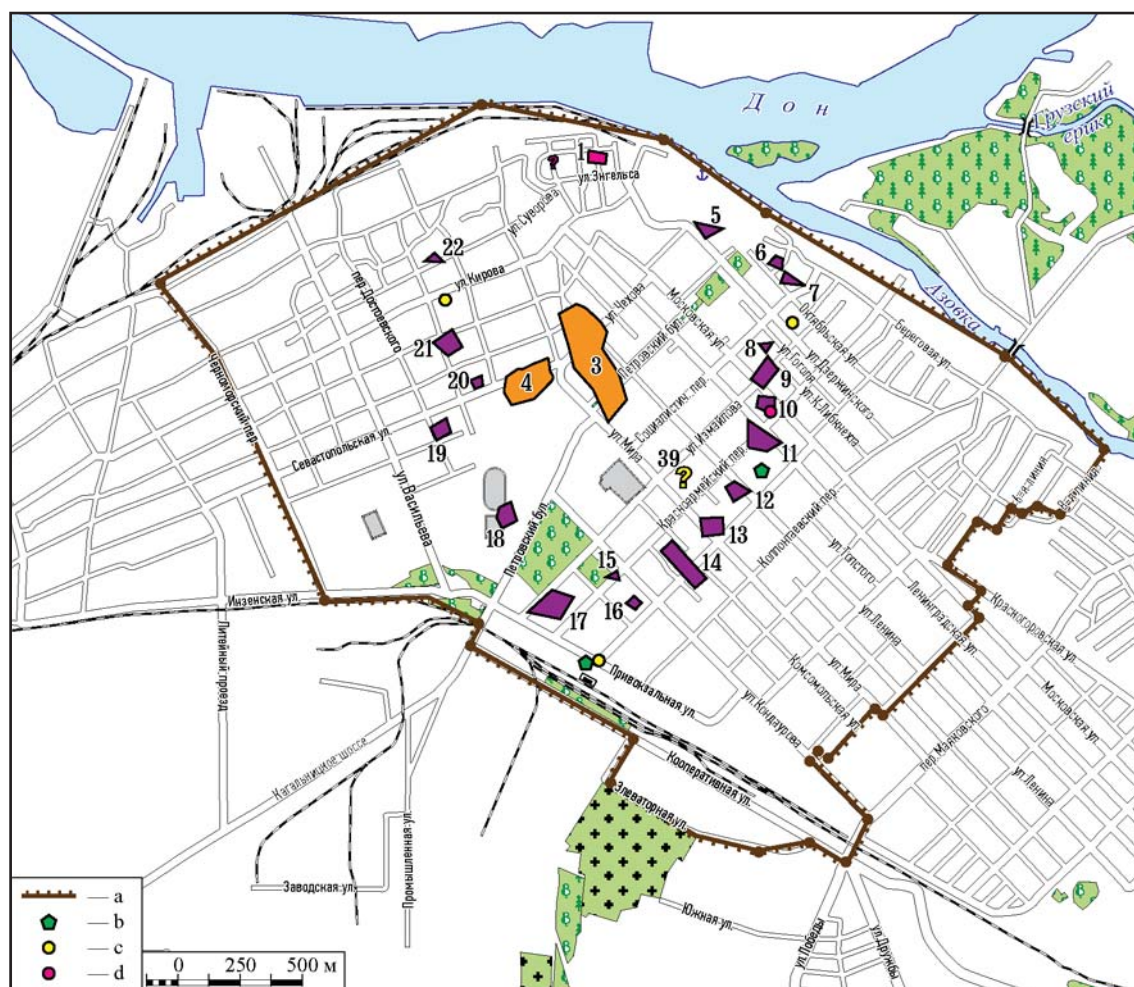 Дон
Грузский
ерик
Азовка
?
1
ул.Энгельса
ул.Суворова
5
22
6
7
пер.Достоевского
ул.Кирова
ул.Чехова
Московская ул.
Октябрьская ул.
Береговая ул.
21
3
Петровский бул.
8
ул.Гоголя
ул.Дзержинского
9
Черногорский пер.
20
4
Социалистич. пер.
ул.К.Либкнехта
10
19
Севастопольская ул.
ул.Мира
ул.Измайлова
11
39
?
Красноармейский пер.
12
ул.Васильева
18
Петровский бул.
13
Коллонтаевский пер.
14
15
16
17
Инзенская ул.
Литейный проезд
ул.Толстого
Ленинградская ул.
Красногоровская ул.
ул.Ленина
Привокзальная ул.
ул.Мира
Комсомольская ул.
ул.Кондаурова
Московская ул.
пер.Маяковского
ул.Ленина
Кагальницкое шоссе
Кооперативная ул.
Элеваторная ул.
Промышленная ул.
Заводская ул.
Южная ул.
ул.Победы
ул.Дружбы
— a
— b
— c
— d
0 250 500 м